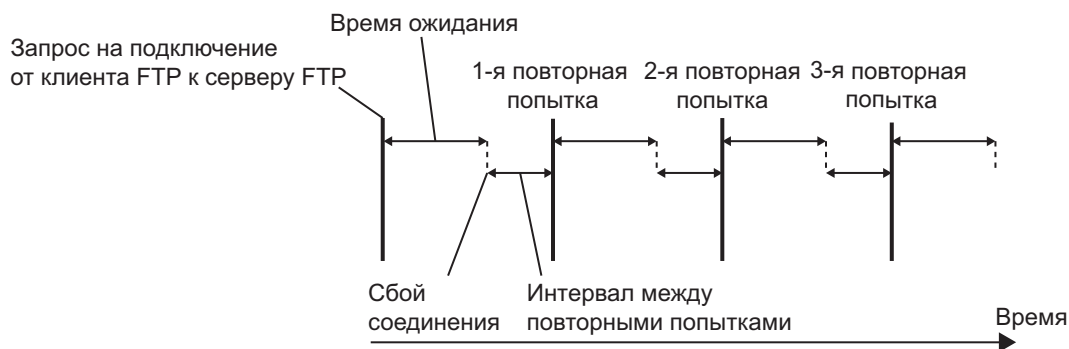 Время ожидания
Запрос на подключение
от клиента FTP к серверу FTP
1-я повторная
попытка
2-я повторная
попытка
3-я повторная
попытка
Сбой
соединения
Интервал между
повторными попытками
Время